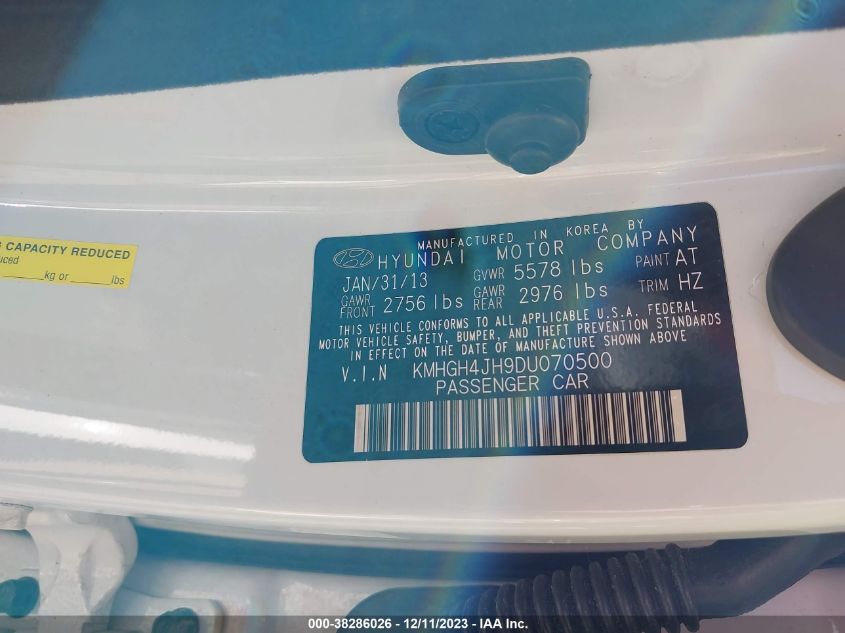 G CAPACITY REDUCED
duced
kg or lbs
MANUFACTURED IN KOREA BY
HYUNDAI MOTOR COMPANY
JAN/31/13 GVWR 5578 lbs PAINT AT
GAWR FRONT 2756 lbs GAWR REAR 2976 lbs TRIM HZ
THIS VEHICLE CONFORMS TO ALL APPLICABLE U.S.A. FEDERAL
MOTOR VEHICLE SAFETY, BUMPER, AND THEFT PREVENTION STANDARDS
IN EFFECT ON THE DATE OF MANUFACTURE SHOWN ABOVE
V.I.N KMHGH4JH9DU070500
PASSENGER CAR
000-38286026 - 12/11/2023 - IAA Inc.